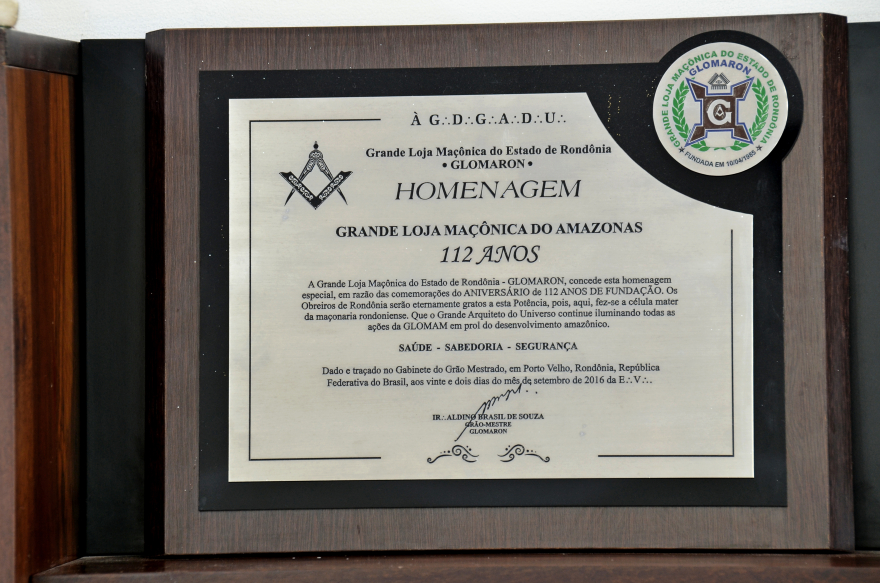 À G∴D∴G∴A∴D∴U∴
Grande Loja Maçônica do Estado de Rondônia
• GLOMARON •
HOMENAGEM
GRANDE LOJA MAÇÔNICA DO AMAZONAS
112 ANOS
A Grande Loja Maçônica do Estado de Rondônia - GLOMARON, concede esta homenagem
especial, em razão das comemorações do ANIVERSÁRIO de 112 ANOS DE FUNDAÇÃO. Os
Obreiros de Rondônia serão eternamente gratos a esta Potência, pois, aqui, fez-se a célula mater
da maçonaria rondoniense. Que o Grande Arquiteto do Universo continue iluminando todas as
ações da GLOMAM em prol do desenvolvimento amazônico.
SAÚDE - SABEDORIA - SEGURANÇA
Dado e traçado no Gabinete do Grão Mestrado, em Porto Velho, Rondônia, República
Federativa do Brasil, aos vinte e dois dias do mês de setembro de 2016 da E∴V∴.
IR∴ALDINO BRASIL DE SOUZA
GRÃO-MESTRE
GLOMARON
GRANDE LOJA MAÇÔNICA DO ESTADO DE RONDÔNIA
GLOMARON
G
★ FUNDADA EM 10/04/1985 ★